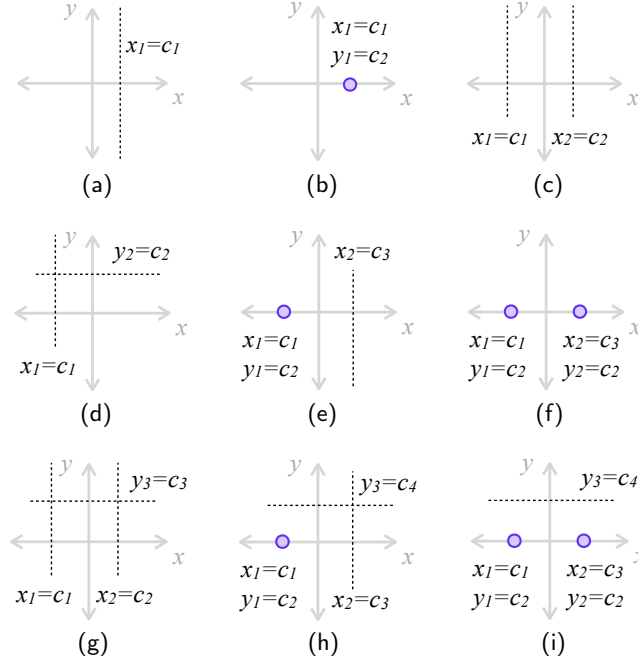 y
x₁=c₁
x
(a)
y
x₁=c₁
y₁=c₂
x
(b)
y
x
x₁=c₁
x₂=c₂
(c)
y
y₂=c₂
x
x₁=c₁
(d)
y
x₂=c₃
x
x₁=c₁
y₁=c₂
(e)
y
x
x₁=c₁
x₂=c₃
y₁=c₂
y₂=c₂
(f)
y
y₃=c₃
x
x₁=c₁
x₂=c₂
(g)
y
y₃=c₄
x
x₁=c₁
y₁=c₂
x₂=c₃
(h)
y
y₃=c₄
x
x₁=c₁
x₂=c₃
y₁=c₂
y₂=c₂
(i)